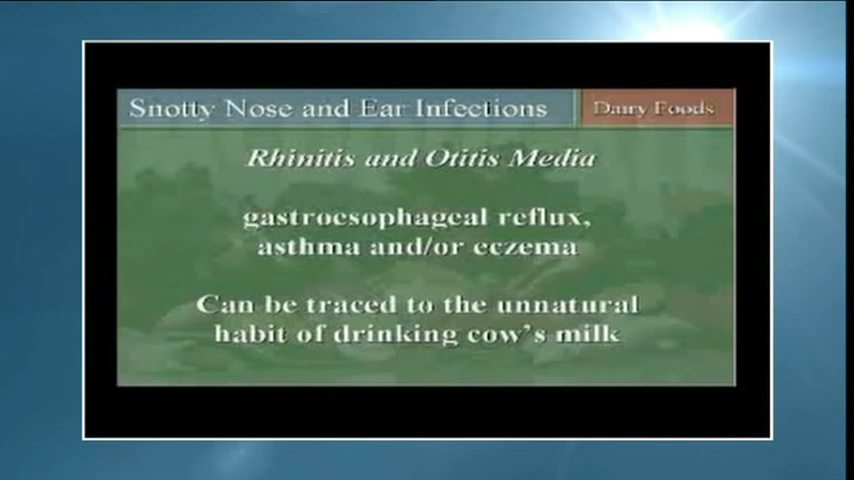 Snotty Nose and Ear Infections
Dairy Foods
Rhinitis and Otitis Media
gastroesophageal reflux,
asthma and/or eczema
Can be traced to the unnatural
habit of drinking cow's milk